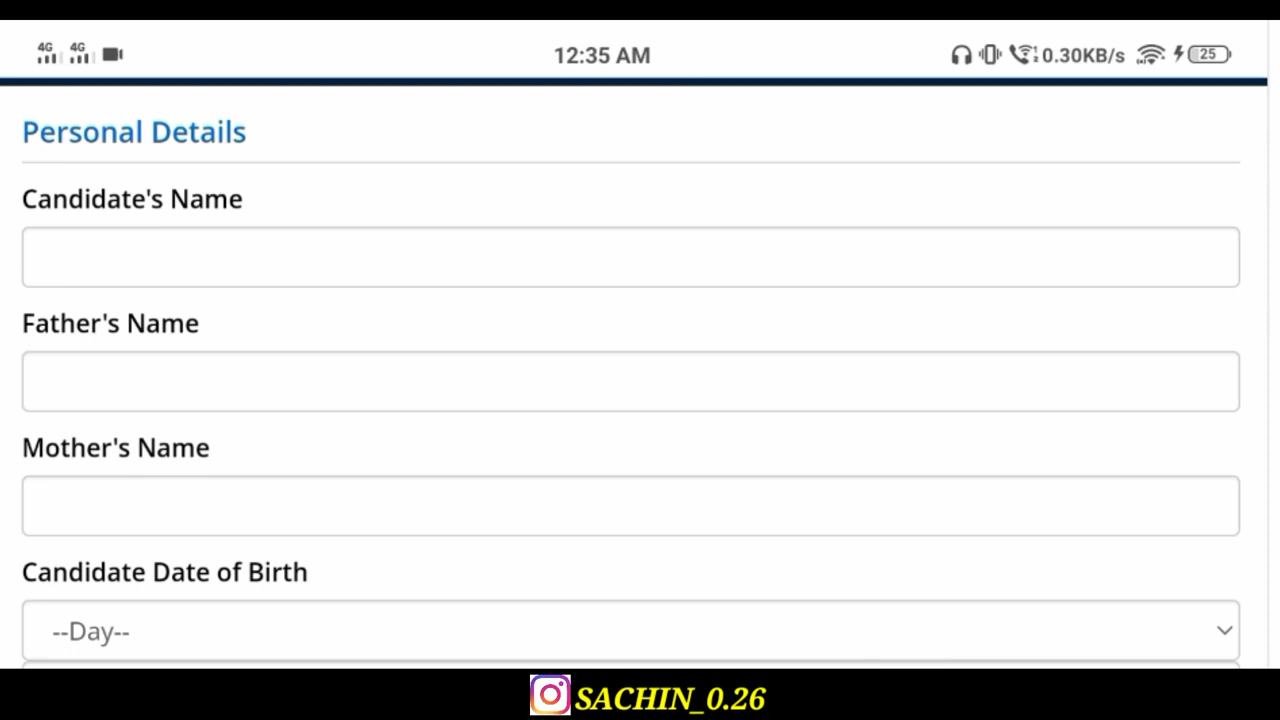 4G 4G 12:35 AM 0.30KB/s 25
Personal Details
Candidate's Name
Father's Name
Mother's Name
Candidate Date of Birth
--Day--
SACHIN_0.26